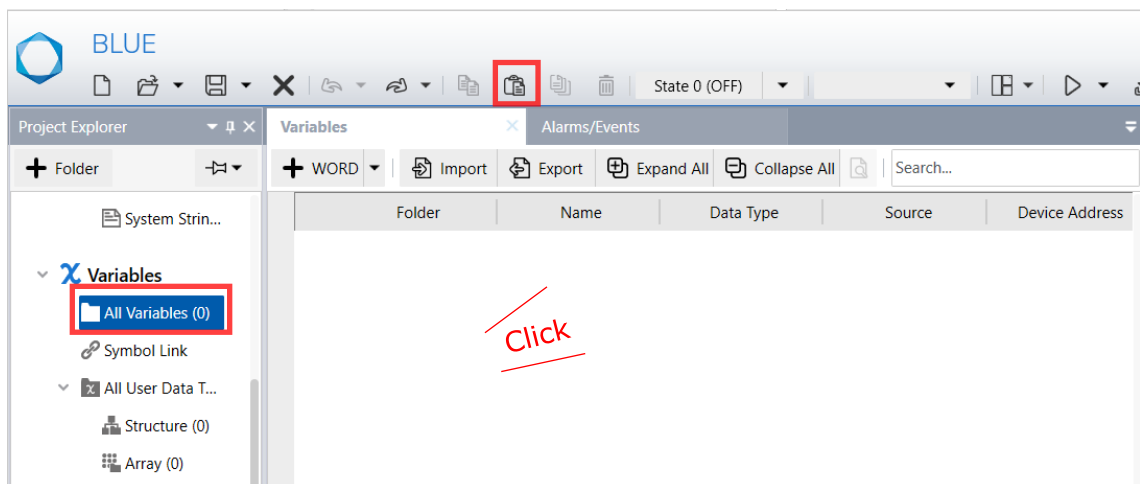 BLUE
State 0 (OFF)
Project Explorer
Variables
Alarms/Events
Folder
WORD
Import
Export
Expand All
Collapse All
Search...
System Strin...
Variables
All Variables (0)
Symbol Link
All User Data T...
Structure (0)
Array (0)
Folder
Name
Data Type
Source
Device Address
Click